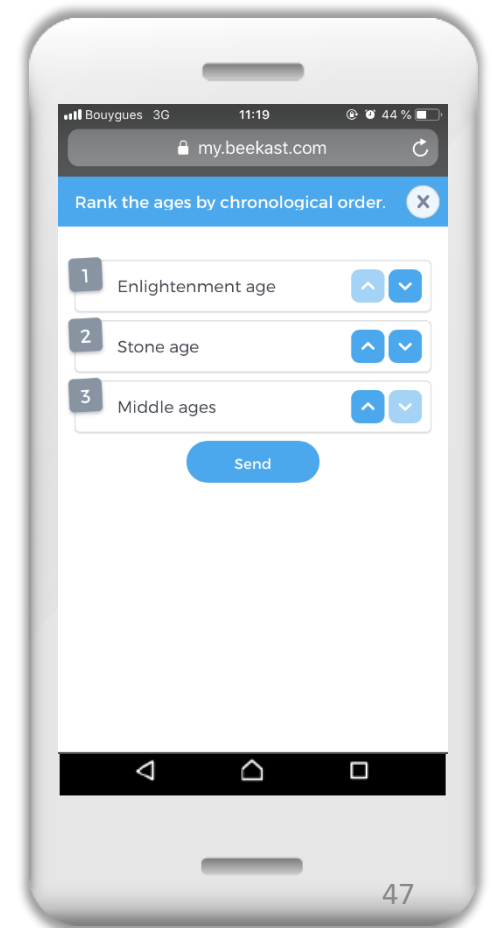 Bouygues 3G 11:19 44 %
my.beekast.com
Rank the ages by chronological order.
1 Enlightenment age
2 Stone age
3 Middle ages
Send
47